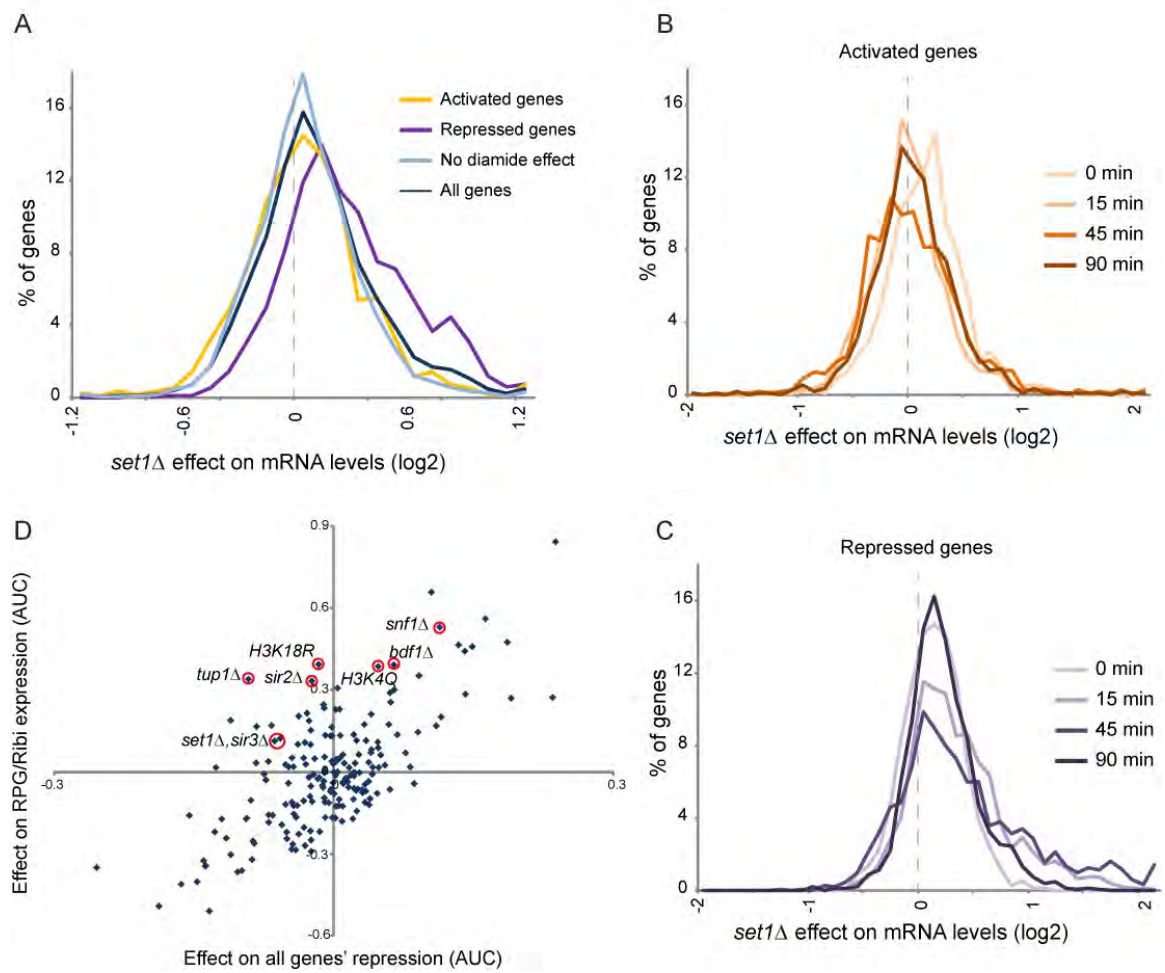 A
18
16
12
8
4
0
% of genes
-1.2
-0.6
0
0.6
1.2
Activated genes
Repressed genes
No diamide effect
All genes
set1Δ effect on mRNA levels (log2)
B
Activated genes
16
12
8
4
0
% of genes
-2
-1
0
1
2
0 min
15 min
45 min
90 min
set1Δ effect on mRNA levels (log2)
D
0.9
0.6
0.3
-0.3
-0.6
-0.3
0.3
Effect on RPG/Ribi expression (AUC)
snf1Δ
H3K18R
bdf1Δ
tup1Δ
sir2Δ
H3K4Q
set1Δ,sir3Δ
Effect on all genes' repression (AUC)
C
Repressed genes
16
12
8
4
0
% of genes
-2
-1
0
1
2
0 min
15 min
45 min
90 min
set1Δ effect on mRNA levels (log2)